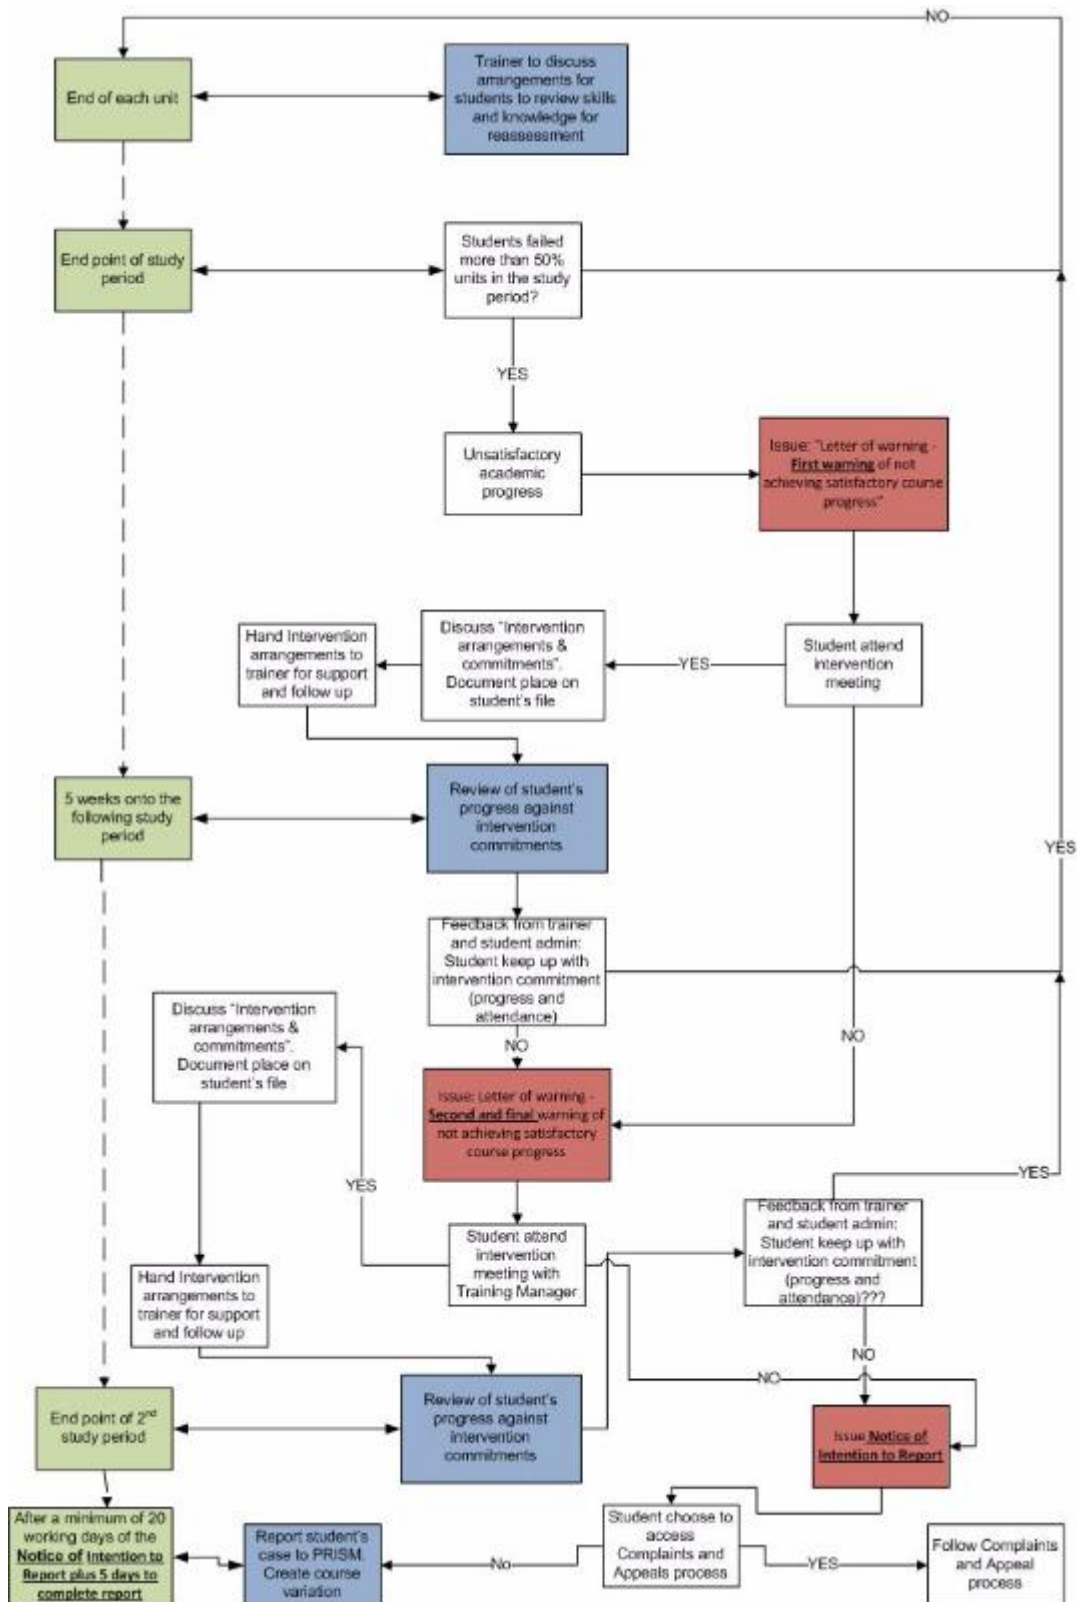 NO
End of each unit
Trainer to discuss
arrangements for
students to review skills
and knowledge for
reassessment
End point of study
period
Students failed
more than 50%
units in the study
period?
YES
Unsatisfactory
academic
progress
Issue: "Letter of warning -
First warning of not
achieving satisfactory course
progress"
Hand Intervention
arrangements to
trainer for support
and follow up
Discuss "Intervention
arrangements &
commitments".
Document place on
student's file
YES
Student attend
intervention
meeting
5 weeks onto the
following study
period
Review of student's
progress against
intervention
commitments
YES
Feedback from trainer
and student admin:
Student keep up with
intervention commitment
(progress and
attendance)
NO
NO
Discuss "Intervention
arrangements &
commitments".
Document place on
student's file
Issue: Letter of warning -
Second and final warning of
not achieving satisfactory
course progress
YES
YES
Student attend
intervention
meeting with
Training Manager
Feedback from trainer
and student admin:
Student keep up with
intervention commitment
(progress and
attendance)???
Hand Intervention
arrangements to
trainer for support
and follow up
NO
NO
End point of 2nd
study period
Review of student's
progress against
intervention
commitments
Issue Notice of
Intention to Report
After a minimum of 20
working days of the
Notice of Intention to
Report plus 5 days to
complete report
Report student's
case to PRISM.
Create course
variation
No
Student choose to
access
Complaints and
Appeals process
YES
Follow Complaints
and Appeal
process